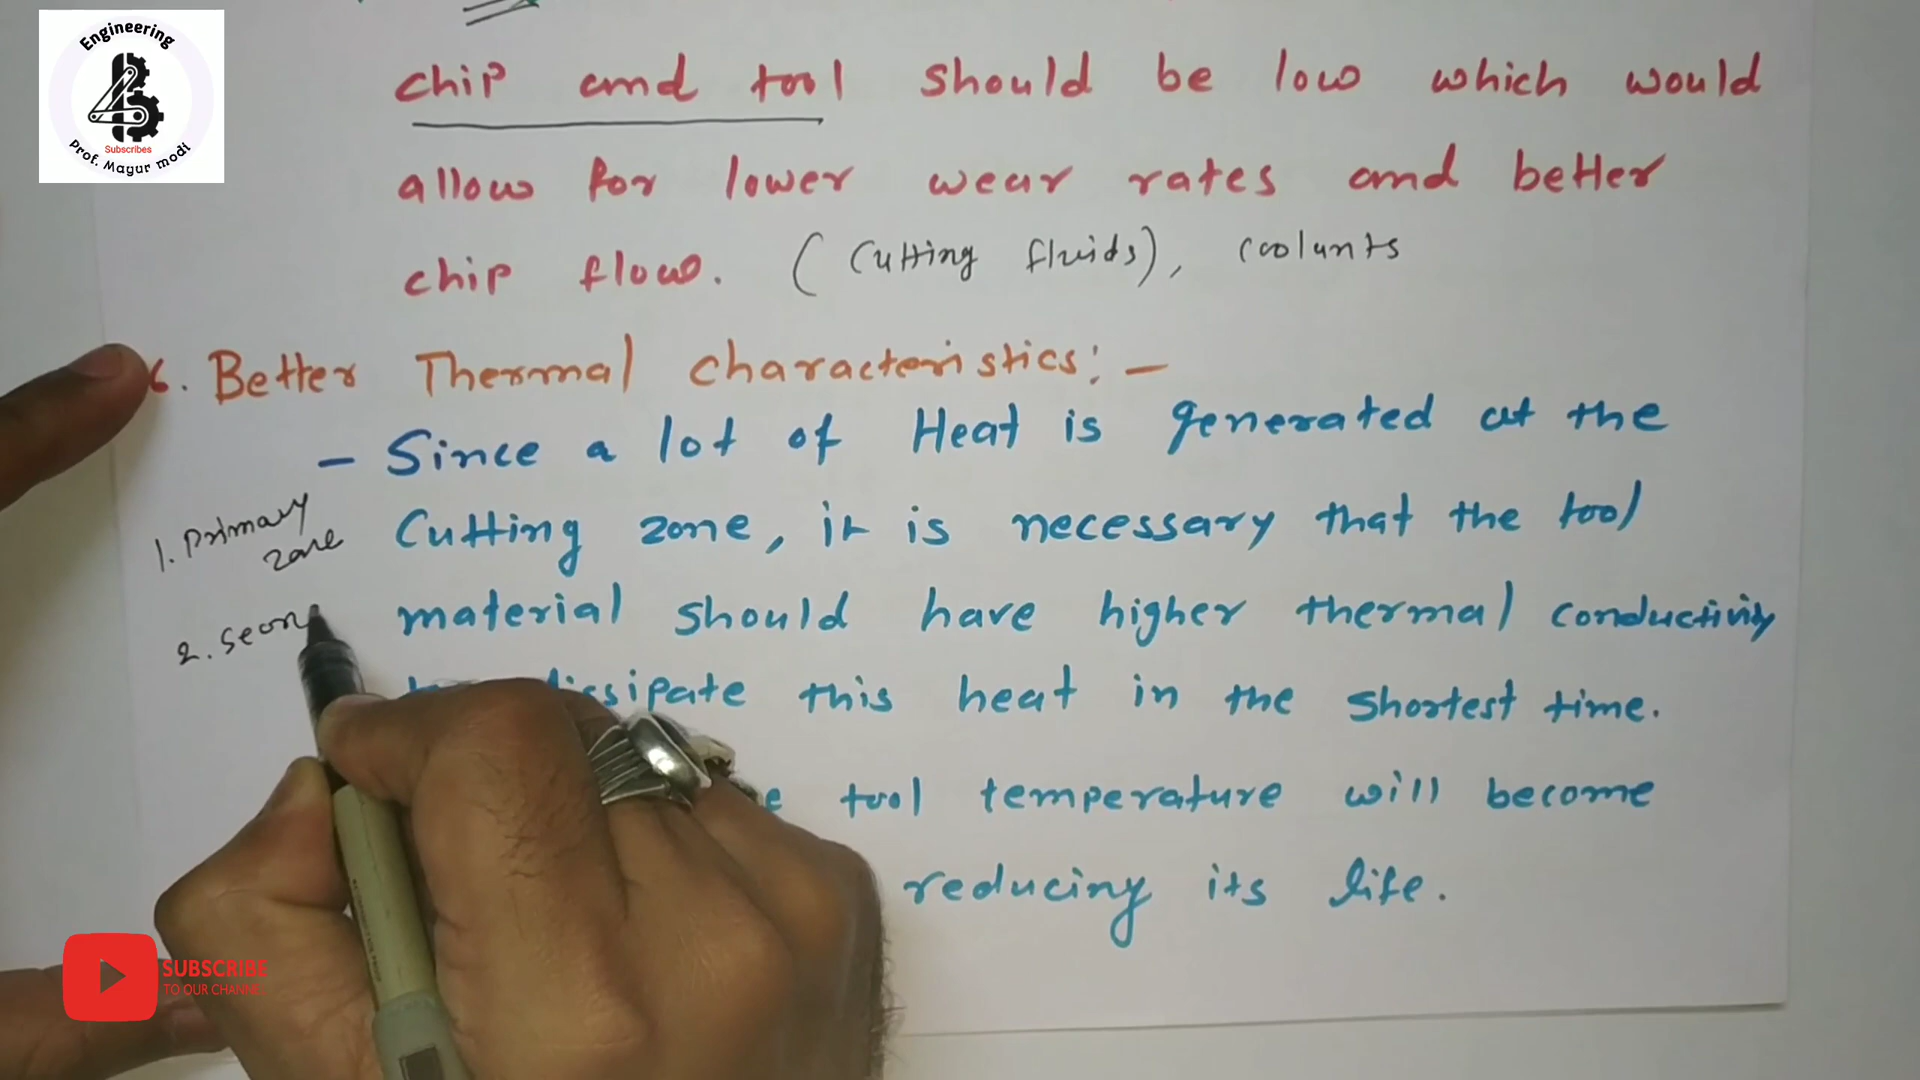 Engineering
Subscribes
Prof. Mayur modi
chip and tool should be low which would
allow for lower wear rates and better
chip flow. ( Cutting fluids), coolants
6. Better Thermal characteristics: -
- Since a lot of Heat is generated at the
1. Primary zone
Cutting zone, it is necessary that the tool
2. Secon
material should have higher thermal conductivity
dissipate this heat in the shortest time.
tool temperature will become
reducing its life.
SUBSCRIBE
TO OUR CHANNEL